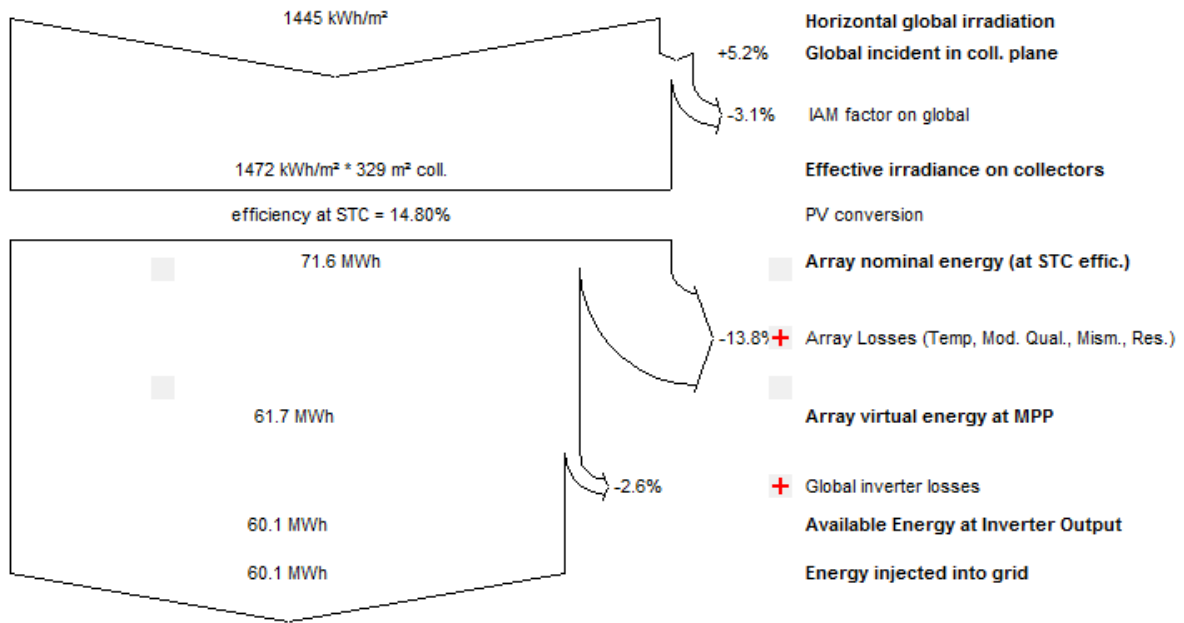 1445 kWh/m² Horizontal global irradiation
+5.2% Global incident in coll. plane
-3.1% IAM factor on global
1472 kWh/m² * 329 m² coll. Effective irradiance on collectors
efficiency at STC = 14.80% PV conversion
71.6 MWh Array nominal energy (at STC effic.)
-13.8% Array Losses (Temp, Mod. Qual., Mism., Res.)
61.7 MWh Array virtual energy at MPP
-2.6% Global inverter losses
60.1 MWh Available Energy at Inverter Output
60.1 MWh Energy injected into grid